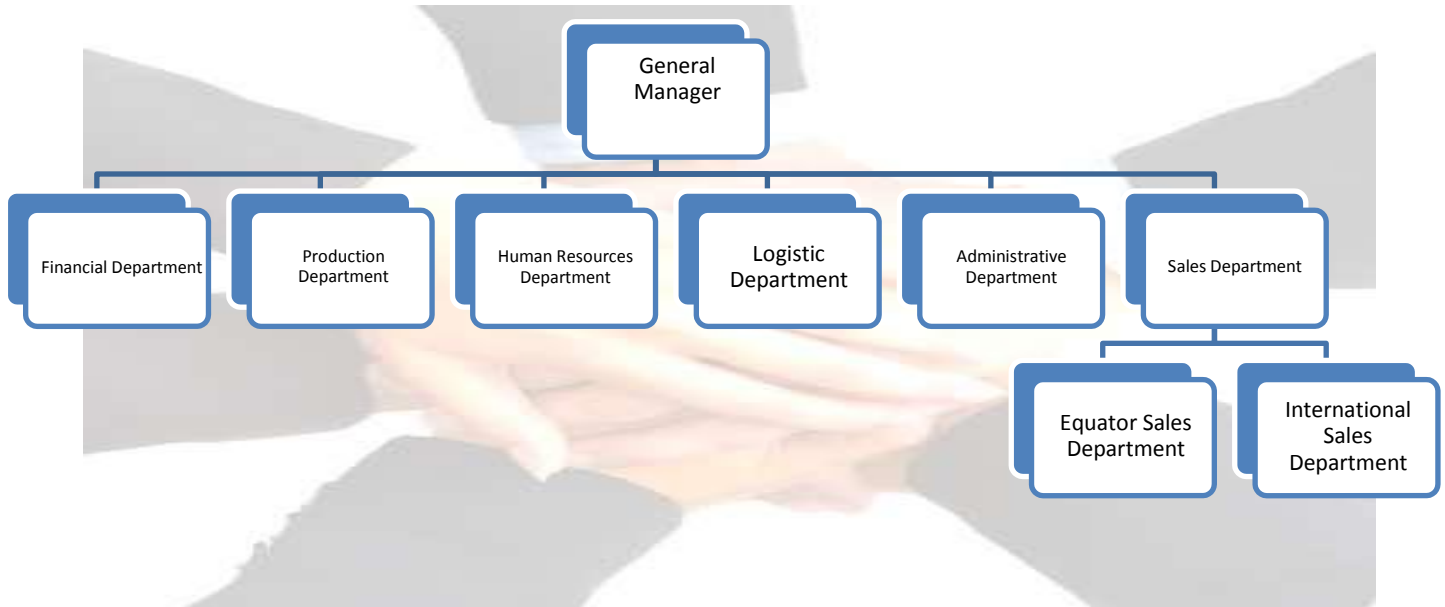 General
Manager
Financial Department
Production
Department
Human Resources
Department
Logistic
Department
Administrative
Department
Sales Department
Equator Sales
Department
International
Sales
Department